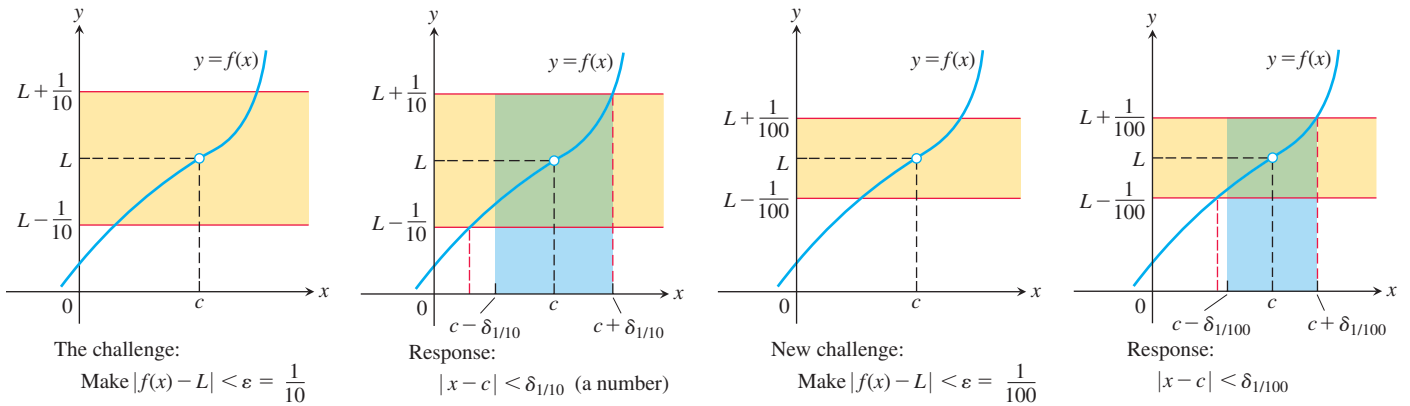 y
y = f(x)
L + 1/10
L
L − 1/10
0
c
x
The challenge:
Make |f(x) − L| < ε = 1/10
y
y = f(x)
L + 1/10
L
L − 1/10
0
c
x
c − δ1/10
c + δ1/10
Response:
|x − c| < δ1/10 (a number)
y
y = f(x)
L + 1/100
L
L − 1/100
0
c
x
New challenge:
Make |f(x) − L| < ε = 1/100
y
y = f(x)
L + 1/100
L
L − 1/100
0
c
x
c − δ1/100
c + δ1/100
Response:
|x − c| < δ1/100